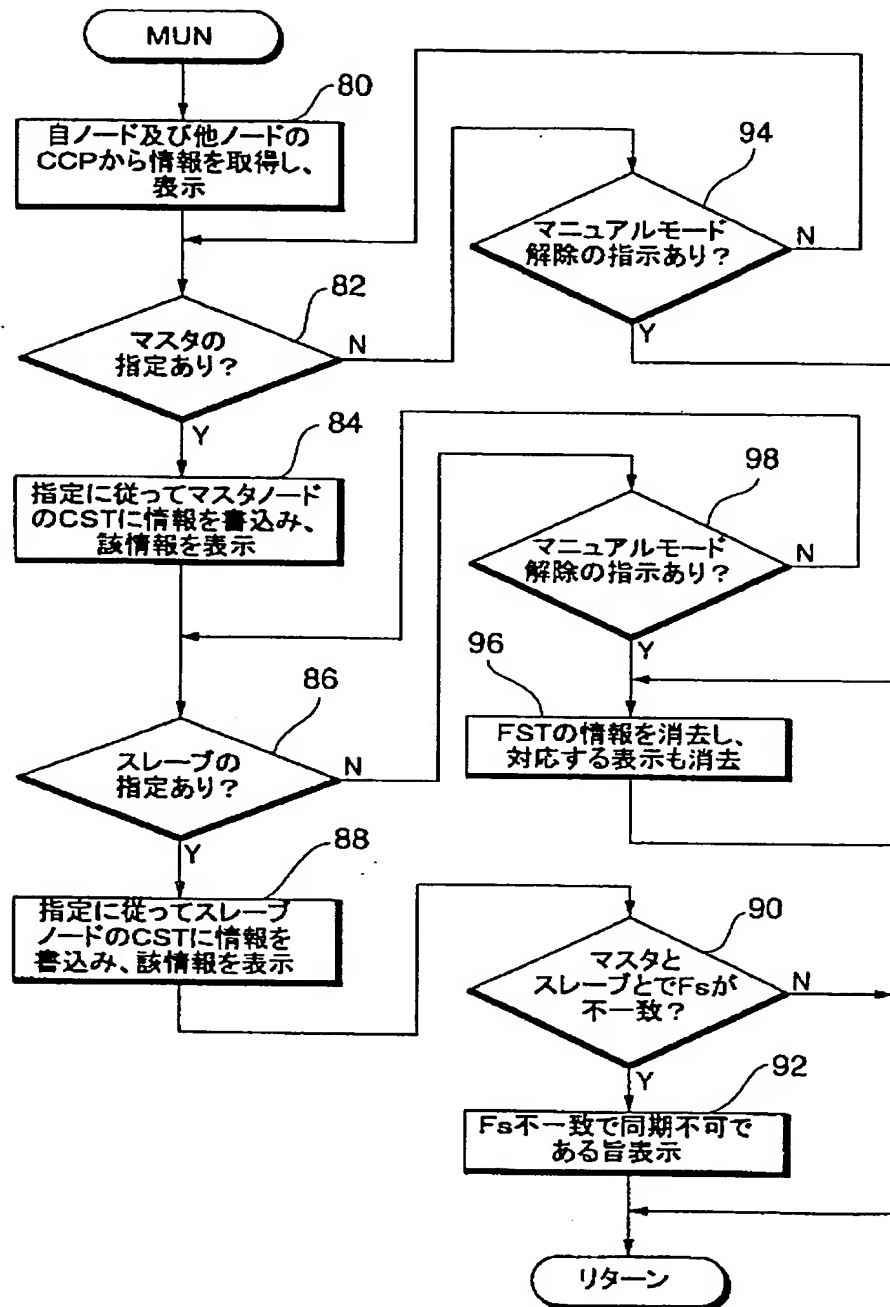 MUN
80
自ノード及び他ノードの
CCPから情報を取得し、
表示
94
マニュアルモード
解除の指示あり?
N
Y
82
マスタの
指定あり?
N
Y
84
指定に従ってマスタノード
のCSTに情報を書込み、
該情報を表示
98
マニュアルモード
解除の指示あり?
N
Y
86
スレーブの
指定あり?
N
Y
96
FSTの情報を消去し、
対応する表示も消去
88
指定に従ってスレーブ
ノードのCSTに情報を
書込み、該情報を表示
90
マスタと
スレーブとでFsが
不一致?
N
Y
92
Fs不一致で同期不可で
ある旨表示
リターン